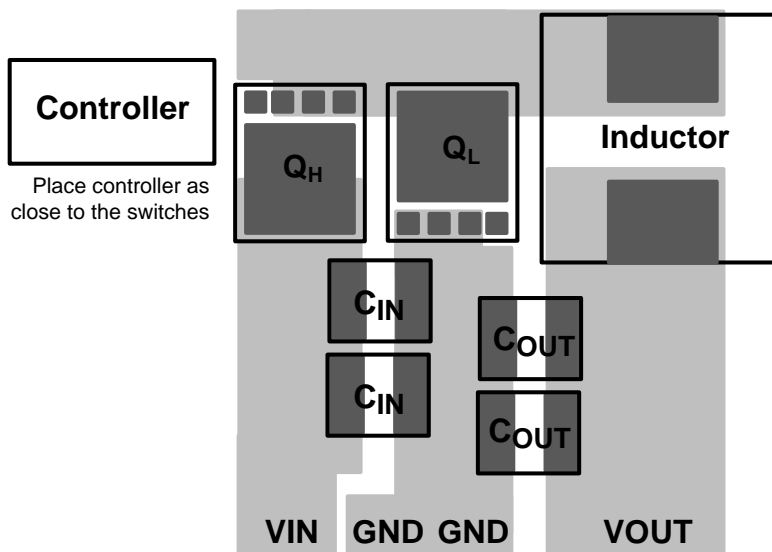 Controller
Inductor
QH
QL
Place controller as
close to the switches
CIN
COUT
CIN
COUT
VIN GND GND VOUT